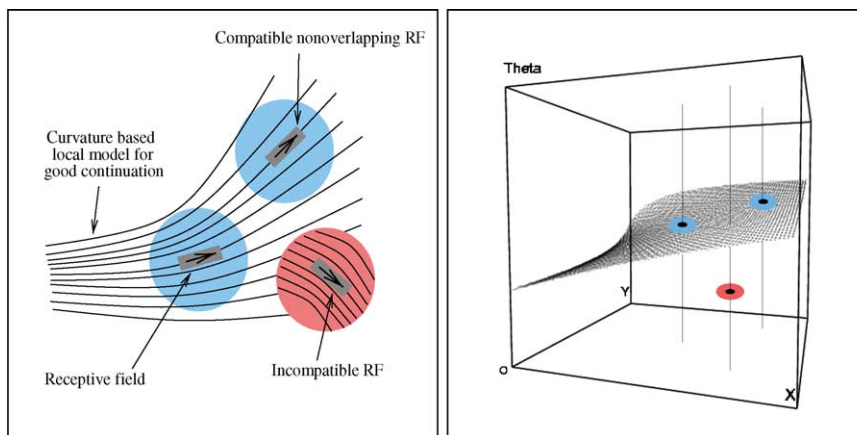 Compatible nonoverlapping RF
Curvature based
local model for
good continuation
Receptive field
Incompatible RF
Theta
Y
O
X